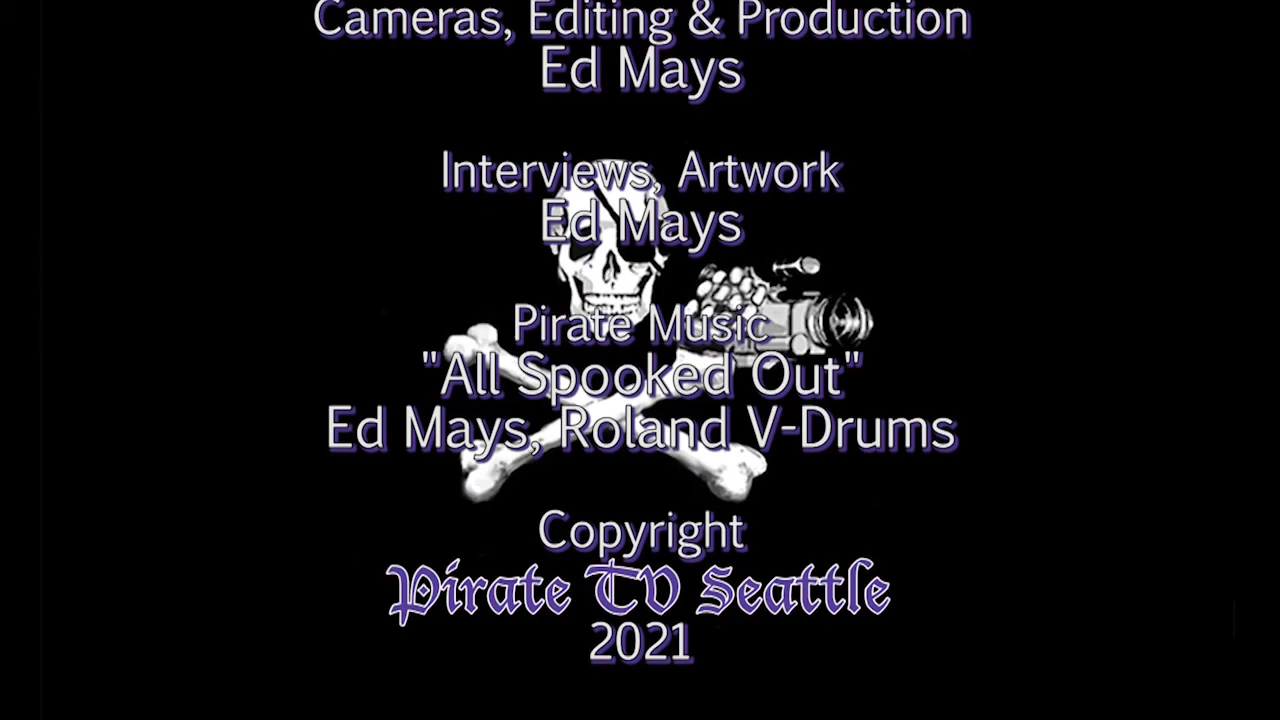 Cameras, Editing & Production
Ed Mays
Interviews, Artwork
Ed Mays
Pirate Music
"All Spooked Out"
Ed Mays, Roland V-Drums
Copyright
Pirate TV Seattle
2021